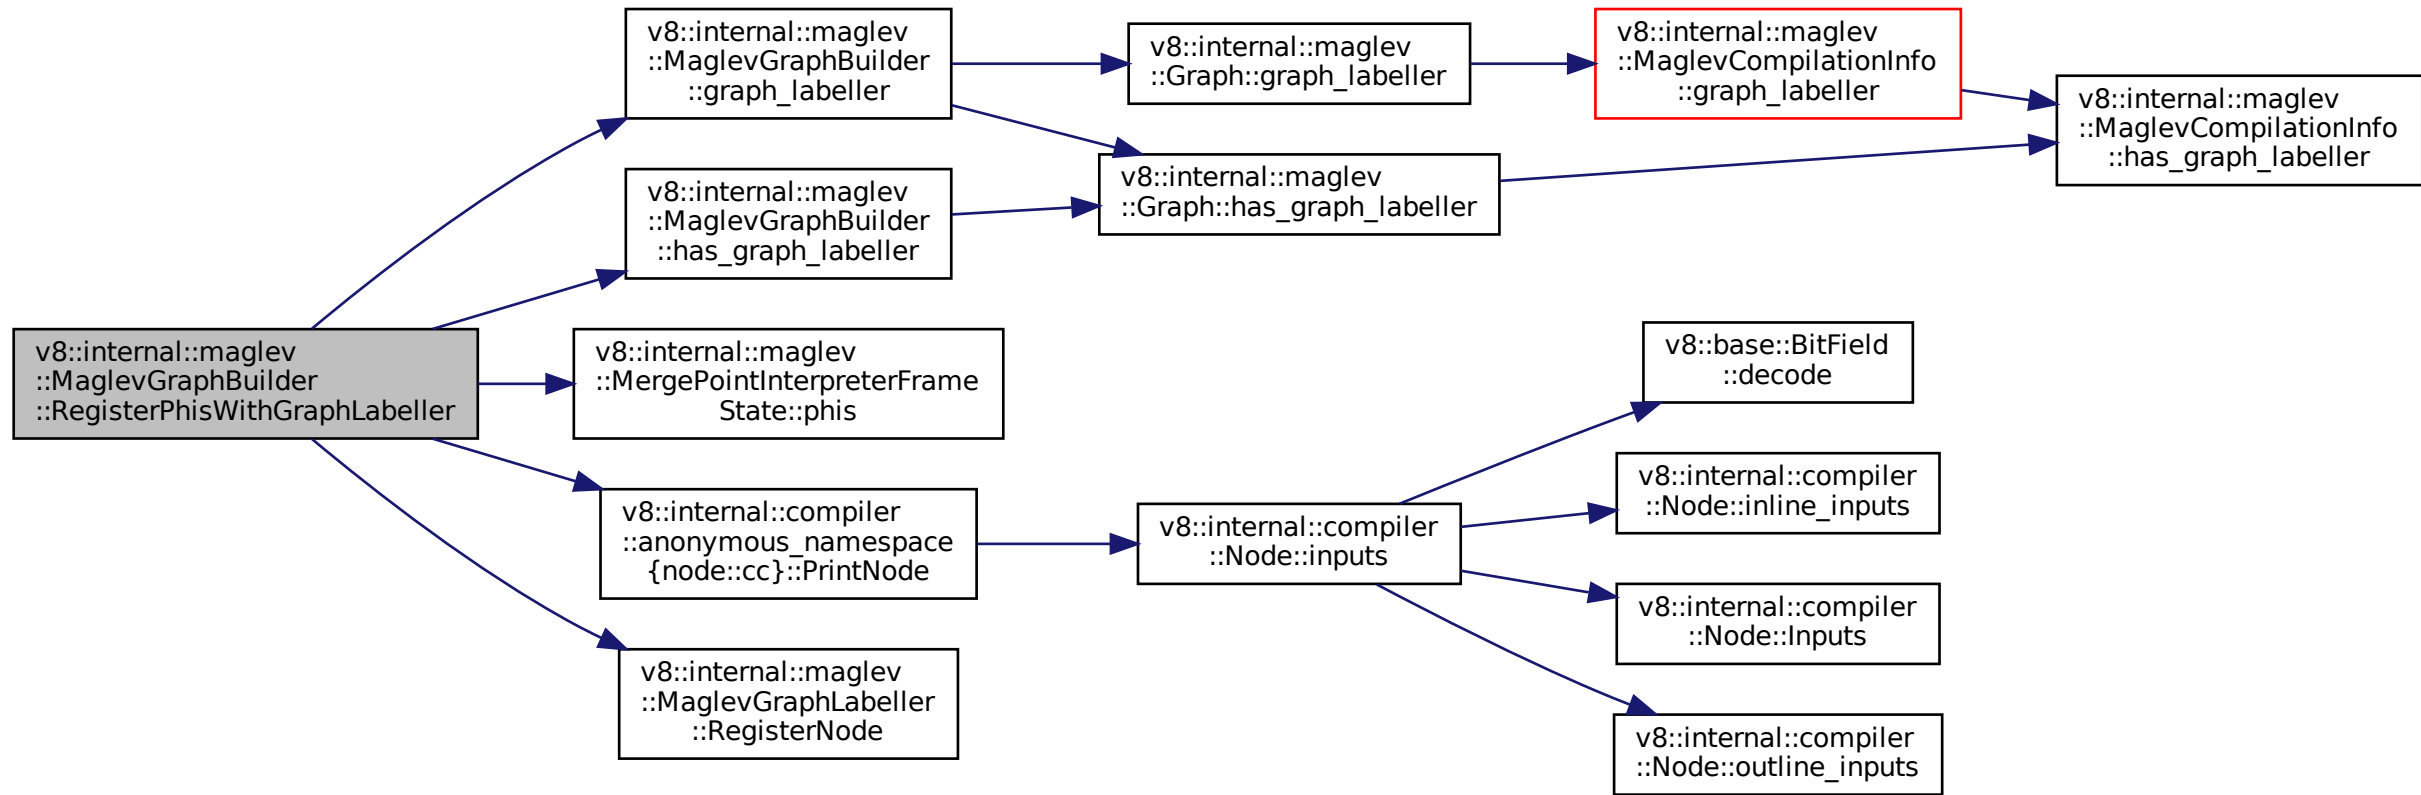 v8::internal::maglev
::MaglevGraphBuilder
::RegisterPhisWithGraphLabeller
v8::internal::maglev
::MaglevGraphBuilder
::graph_labeller
v8::internal::maglev
::Graph::graph_labeller
v8::internal::maglev
::MaglevCompilationInfo
::graph_labeller
v8::internal::maglev
::MaglevCompilationInfo
::has_graph_labeller
v8::internal::maglev
::Graph::has_graph_labeller
v8::internal::maglev
::MaglevGraphBuilder
::has_graph_labeller
v8::internal::maglev
::MergePointInterpreterFrame
State::phis
v8::internal::compiler
::anonymous_namespace
{node::cc}::PrintNode
v8::internal::compiler
::Node::inputs
v8::base::BitField
::decode
v8::internal::compiler
::Node::inline_inputs
v8::internal::compiler
::Node::Inputs
v8::internal::compiler
::Node::outline_inputs
v8::internal::maglev
::MaglevGraphLabeller
::RegisterNode